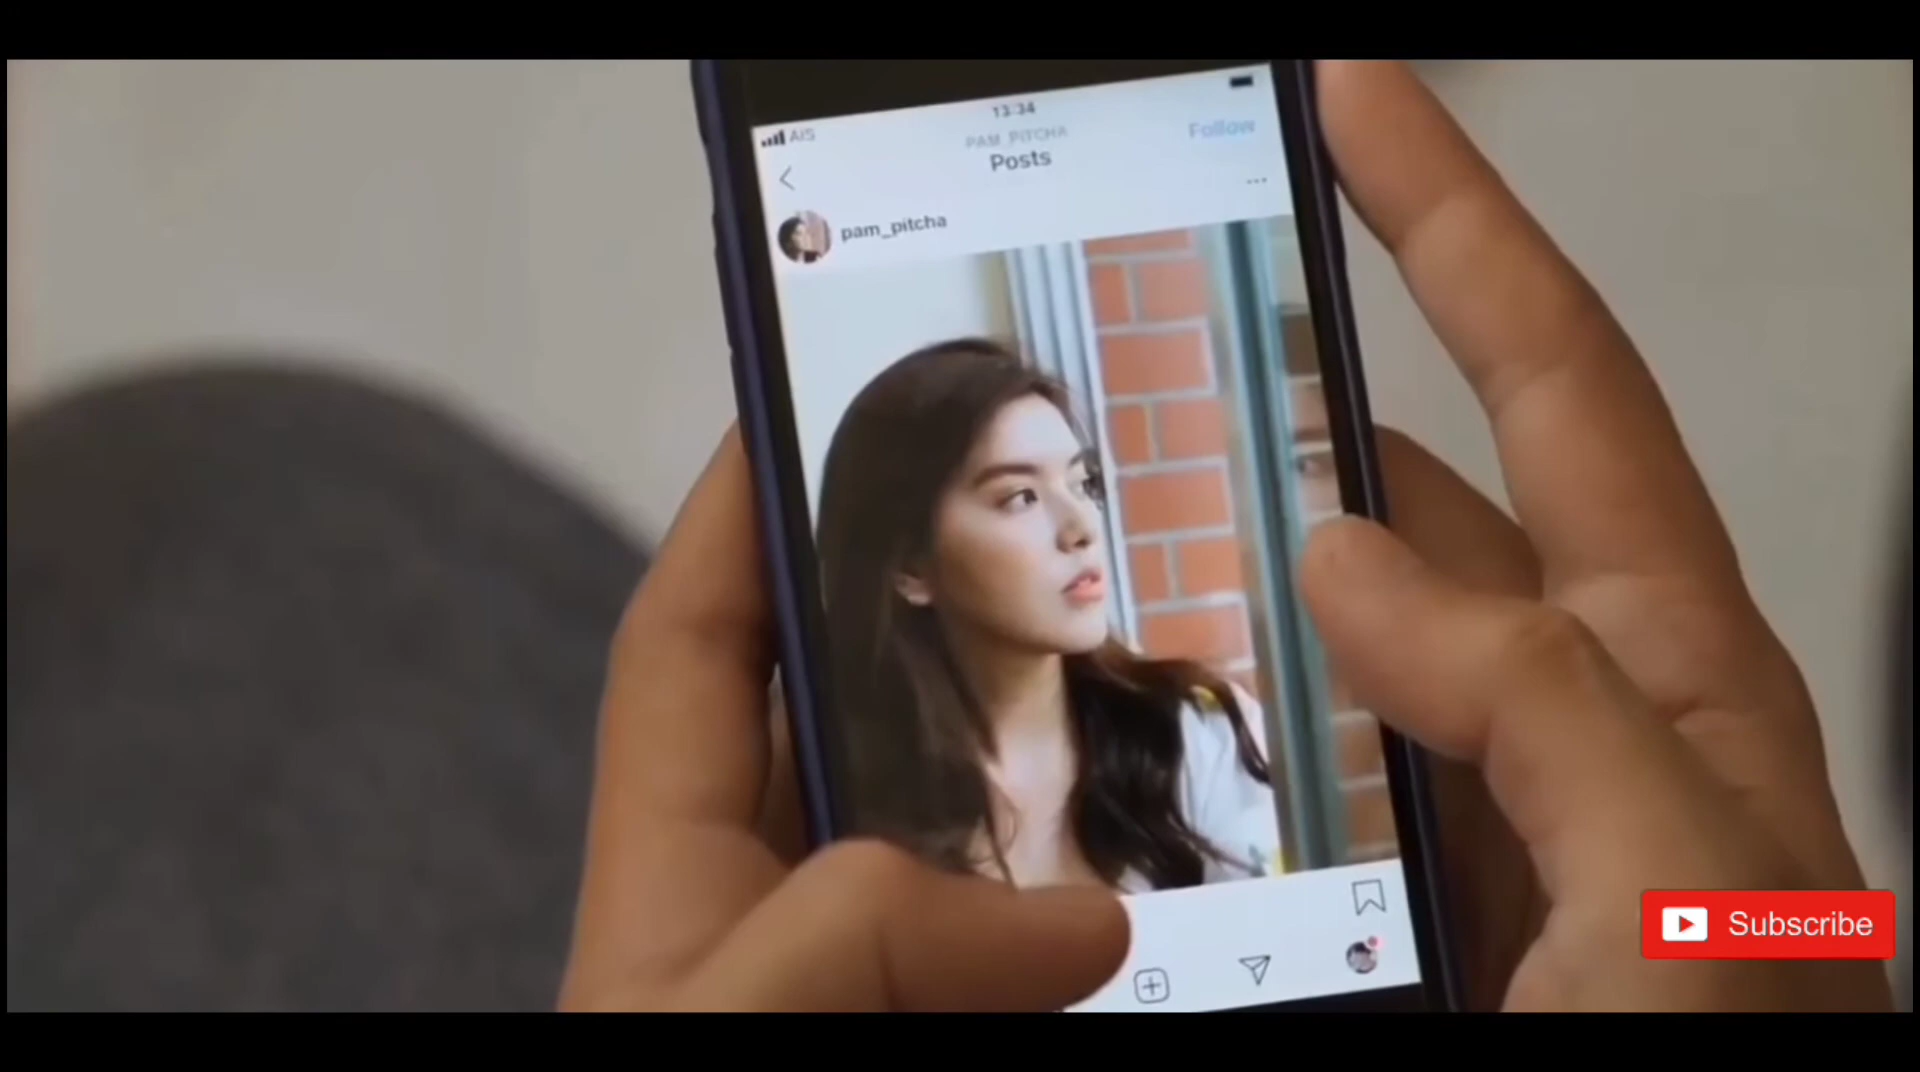 13:34
AIS
PAM_PITCHA
Follow
Posts
pam_pitcha
Subscribe